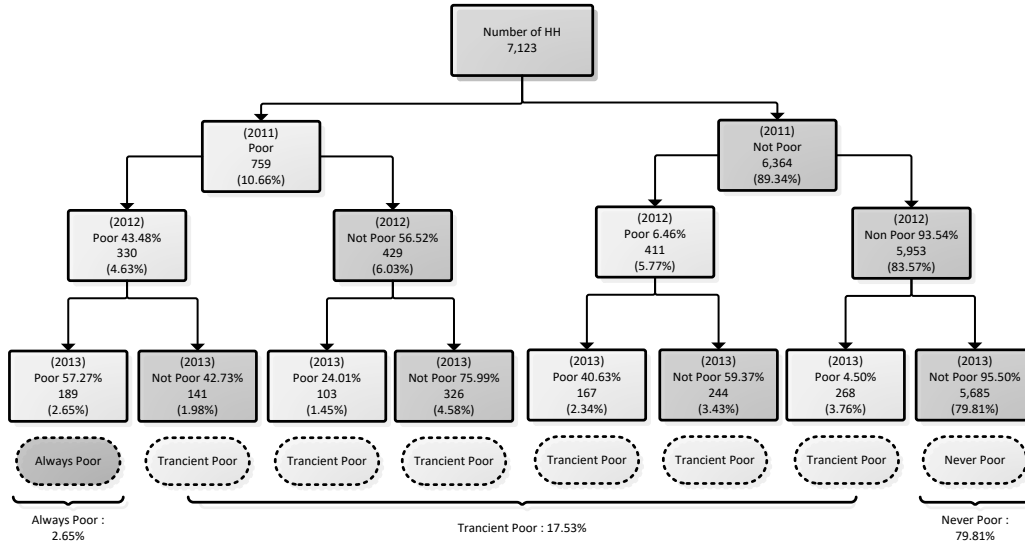 Number of HH
7,123
(2011)
Poor
759
(10.66%)
(2011)
Not Poor
6,364
(89.34%)
(2012)
Poor 43.48%
330
(4.63%)
(2012)
Not Poor 56.52%
429
(6.03%)
(2012)
Poor 6.46%
411
(5.77%)
(2012)
Non Poor 93.54%
5,953
(83.57%)
(2013)
Poor 57.27%
189
(2.65%)
(2013)
Not Poor 42.73%
141
(1.98%)
(2013)
Poor 24.01%
103
(1.45%)
(2013)
Not Poor 75.99%
326
(4.58%)
(2013)
Poor 40.63%
167
(2.34%)
(2013)
Not Poor 59.37%
244
(3.43%)
(2013)
Poor 4.50%
268
(3.76%)
(2013)
Not Poor 95.50%
5,685
(79.81%)
Always Poor
Trancient Poor
Trancient Poor
Trancient Poor
Trancient Poor
Trancient Poor
Trancient Poor
Never Poor
Always Poor :
2.65%
Trancient Poor : 17.53%
Never Poor :
79.81%